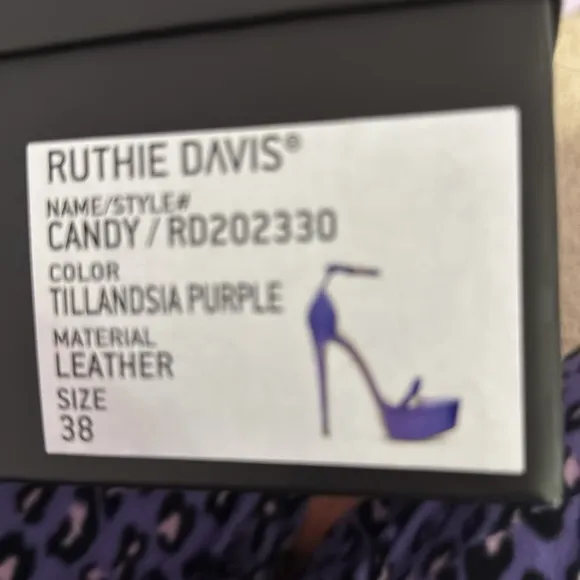 RUTHIE DAVIS®
NAME/STYLE#
CANDY / RD202330
COLOR
TILLANDSIA PURPLE
MATERIAL
LEATHER
SIZE
38